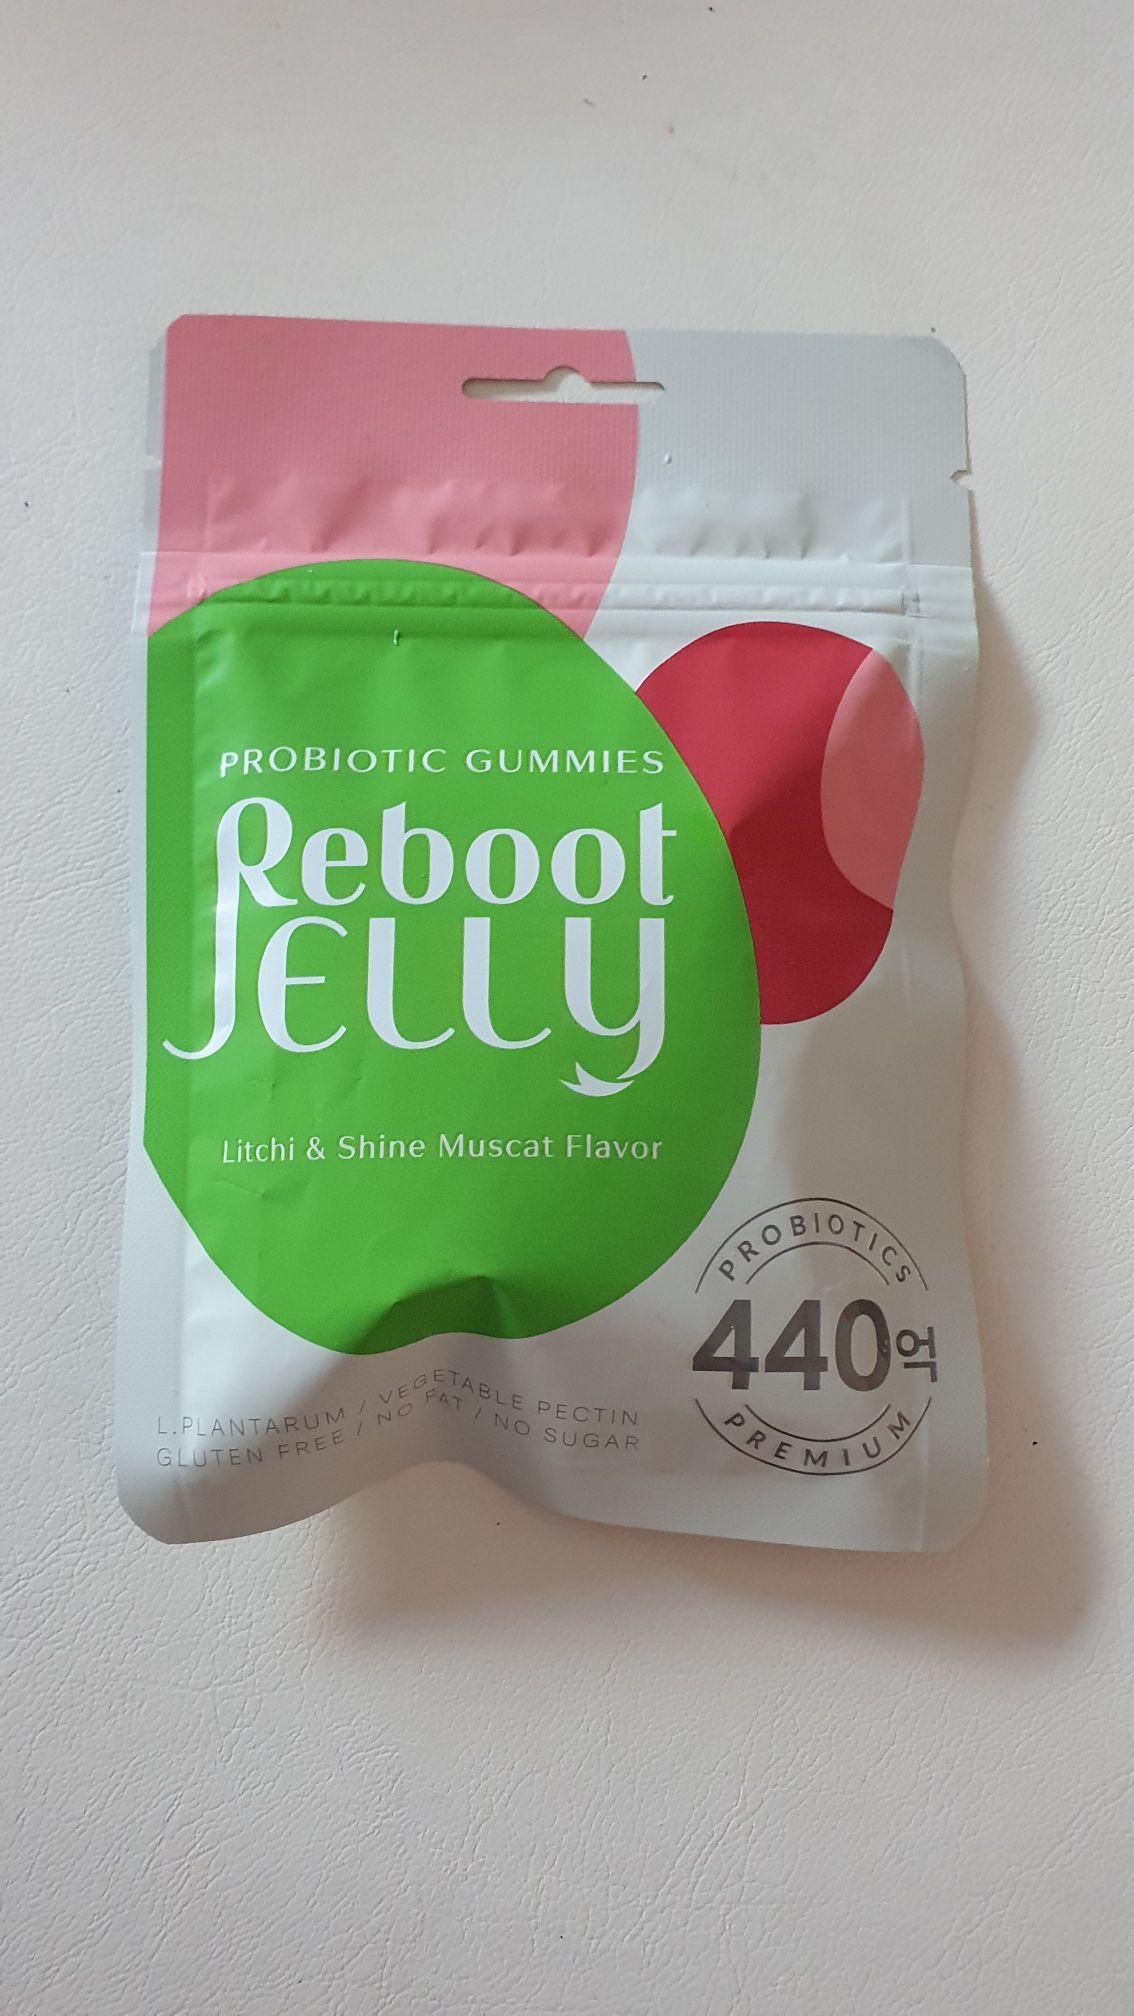 PROBIOTIC GUMMIES
Reboot
JELLY
Litchi & Shine Muscat Flavor
PROBIOTICS
440억
PREMIUM
L.PLANTARUM / VEGETABLE PECTIN
GLUTEN FREE / NO FAT / NO SUGAR